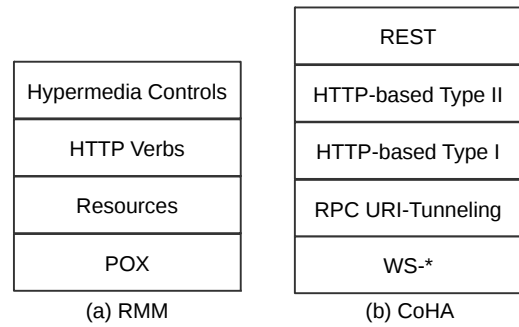 Hypermedia Controls
HTTP Verbs
Resources
POX
(a) RMM
REST
HTTP-based Type II
HTTP-based Type I
RPC URI-Tunneling
WS-*
(b) CoHA